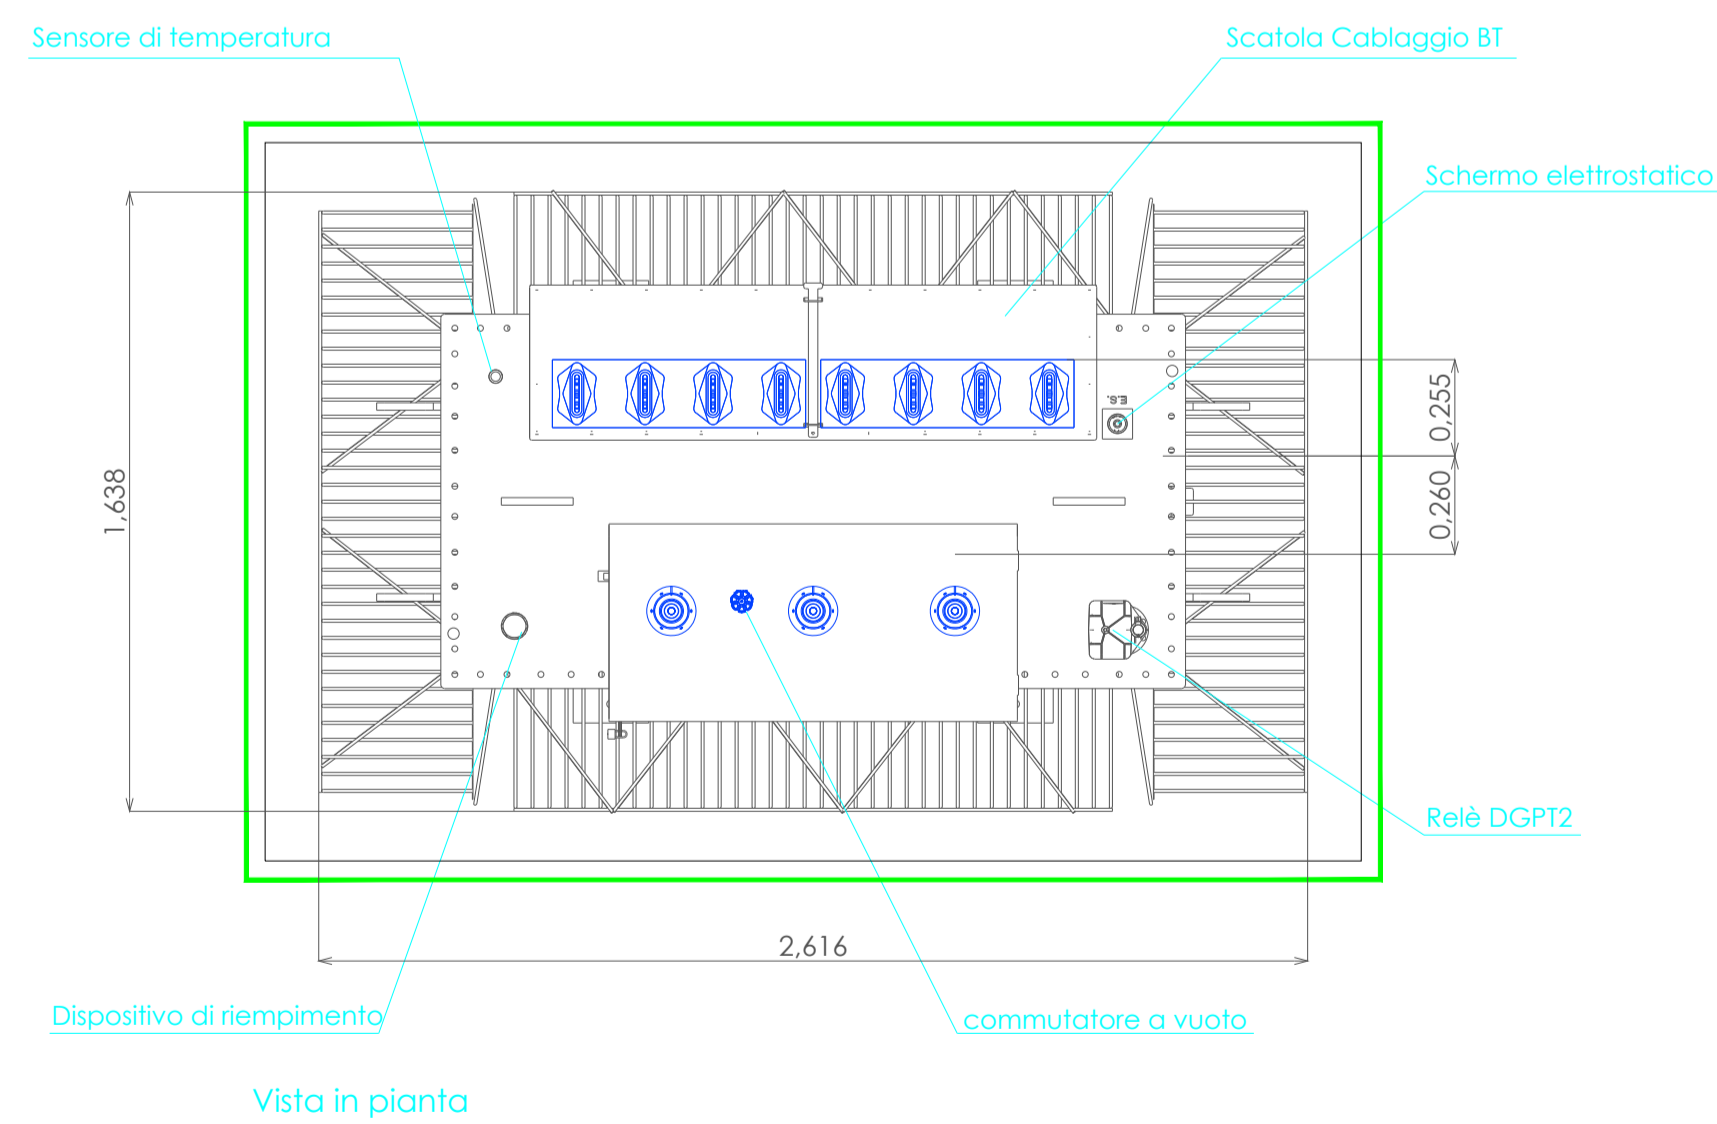 Sensore di temperatura
Scatola Cablaggio BT
Schermo elettrostatico
E.S.
0,255
0,260
1,638
Relè DGPT2
2,616
Dispositivo di riempimento
commutatore a vuoto
Vista in pianta